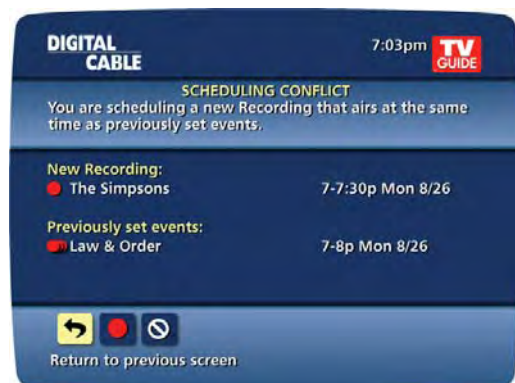 DIGITAL
CABLE
7:03pm
TV
GUIDE
SCHEDULING CONFLICT
You are scheduling a new Recording that airs at the same
time as previously set events.
New Recording:
The Simpsons 7-7:30p Mon 8/26
Previously set events:
Law & Order 7-8p Mon 8/26
Return to previous screen